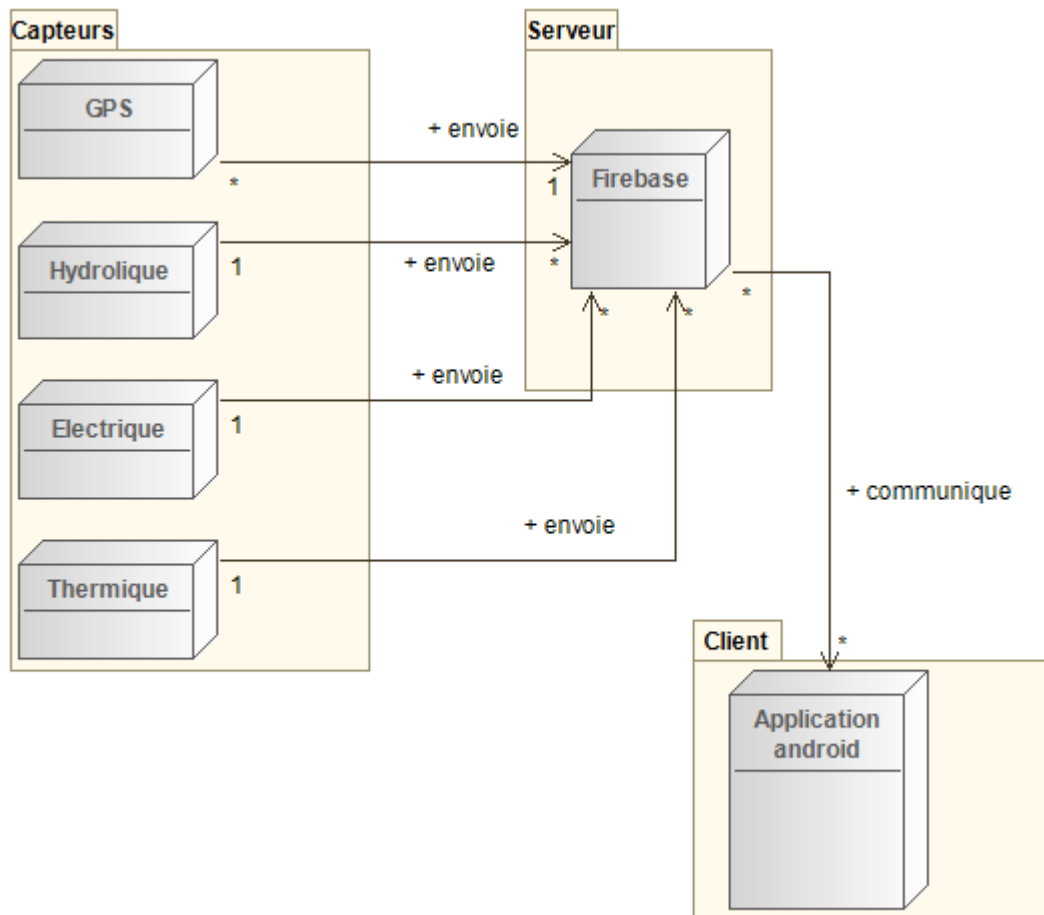 Capteurs
GPS
Hydrolique
Electrique
Thermique
*
1
1
1
+ envoie
+ envoie
+ envoie
+ envoie
Serveur
Firebase
1
*
*
*
*
+ communique
Client
*
Application
android